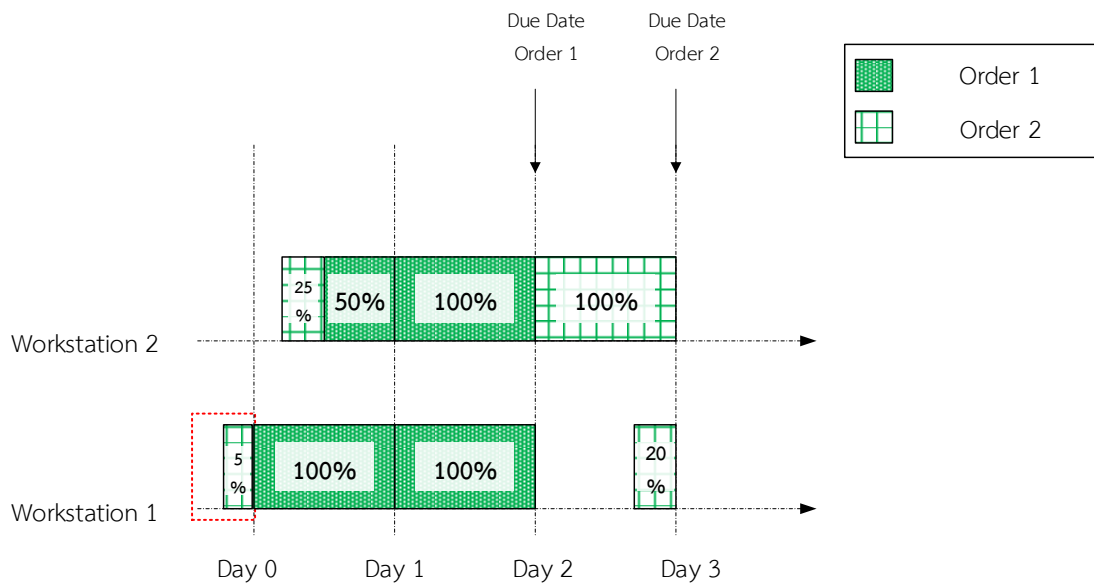 Due Date
Order 1
Due Date
Order 2
Order 1
Order 2
25
%
50%
100%
100%
Workstation 2
5
%
100%
100%
20
%
Workstation 1
Day 0
Day 1
Day 2
Day 3